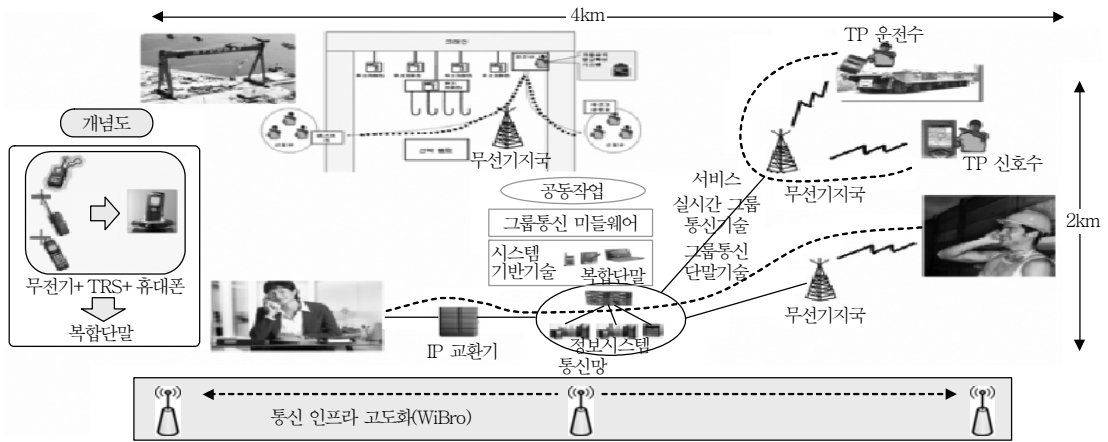 4km
TP 운전수
개념도
무선기지국
TP 신호수
무선기지국
공동작업
서비스
실시간 그룹
통신기술
그룹통신 미들웨어
2km
시스템
기반기술
그룹통신
단말기술
복합단말
무전기+ TRS+ 휴대폰
무선기지국
복합단말
IP 교환기
정보시스템
통신망
통신 인프라 고도화(WiBro)